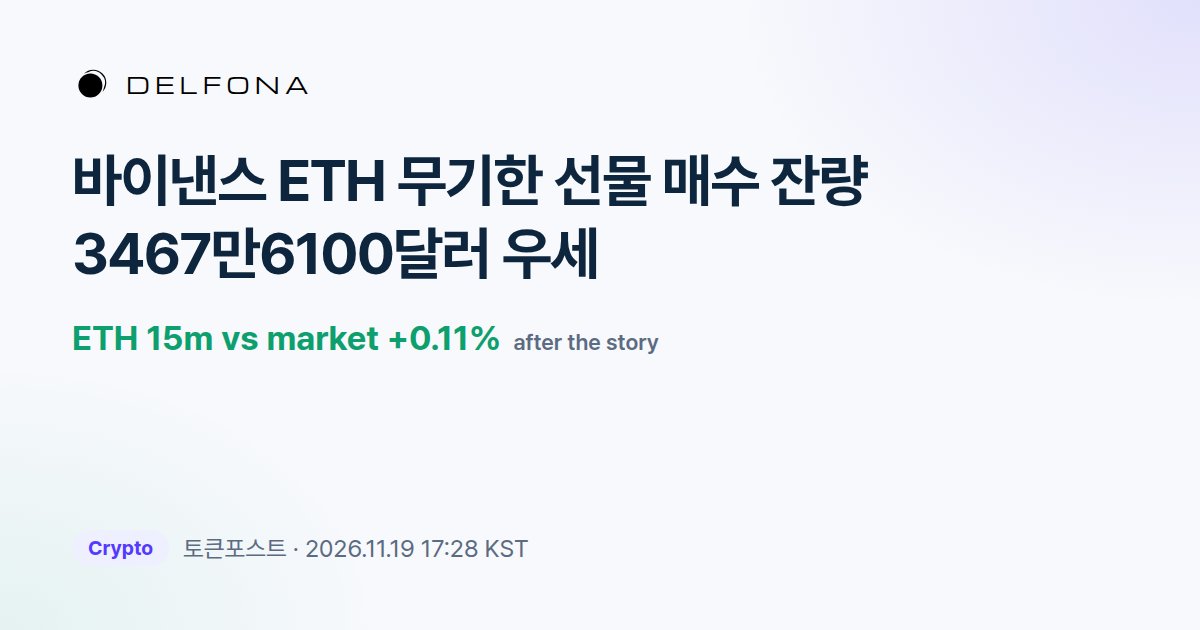 DELFONA
바이낸스 ETH 무기한 선물 매수 잔량
3467만6100달러 우세
ETH 15m vs market +0.11% after the story
Crypto 토큰포스트 · 2026.11.19 17:28 KST